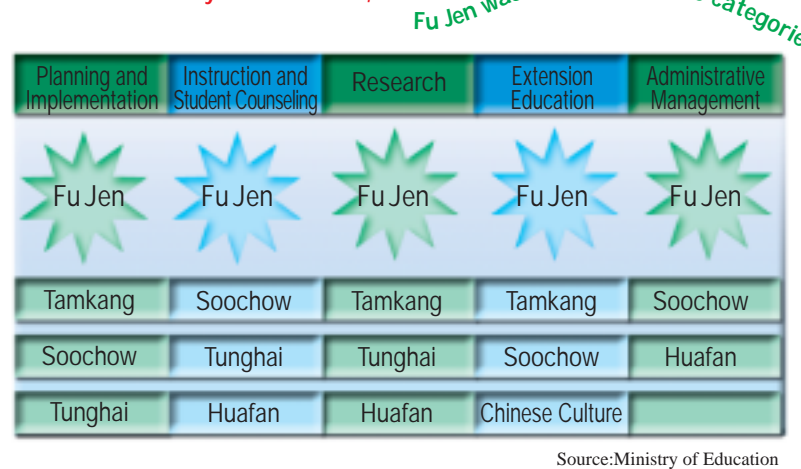 Fu Jen
Planning and Implementation Instruction and Student Counseling Research Extension Education Administrative Management
Fu Jen Fu Jen Fu Jen Fu Jen Fu Jen
Tamkang Soochow Tamkang Tamkang Soochow
Soochow Tunghai Tunghai Soochow Huafan
Tunghai Huafan Huafan Chinese Culture
Source:Ministry of Education